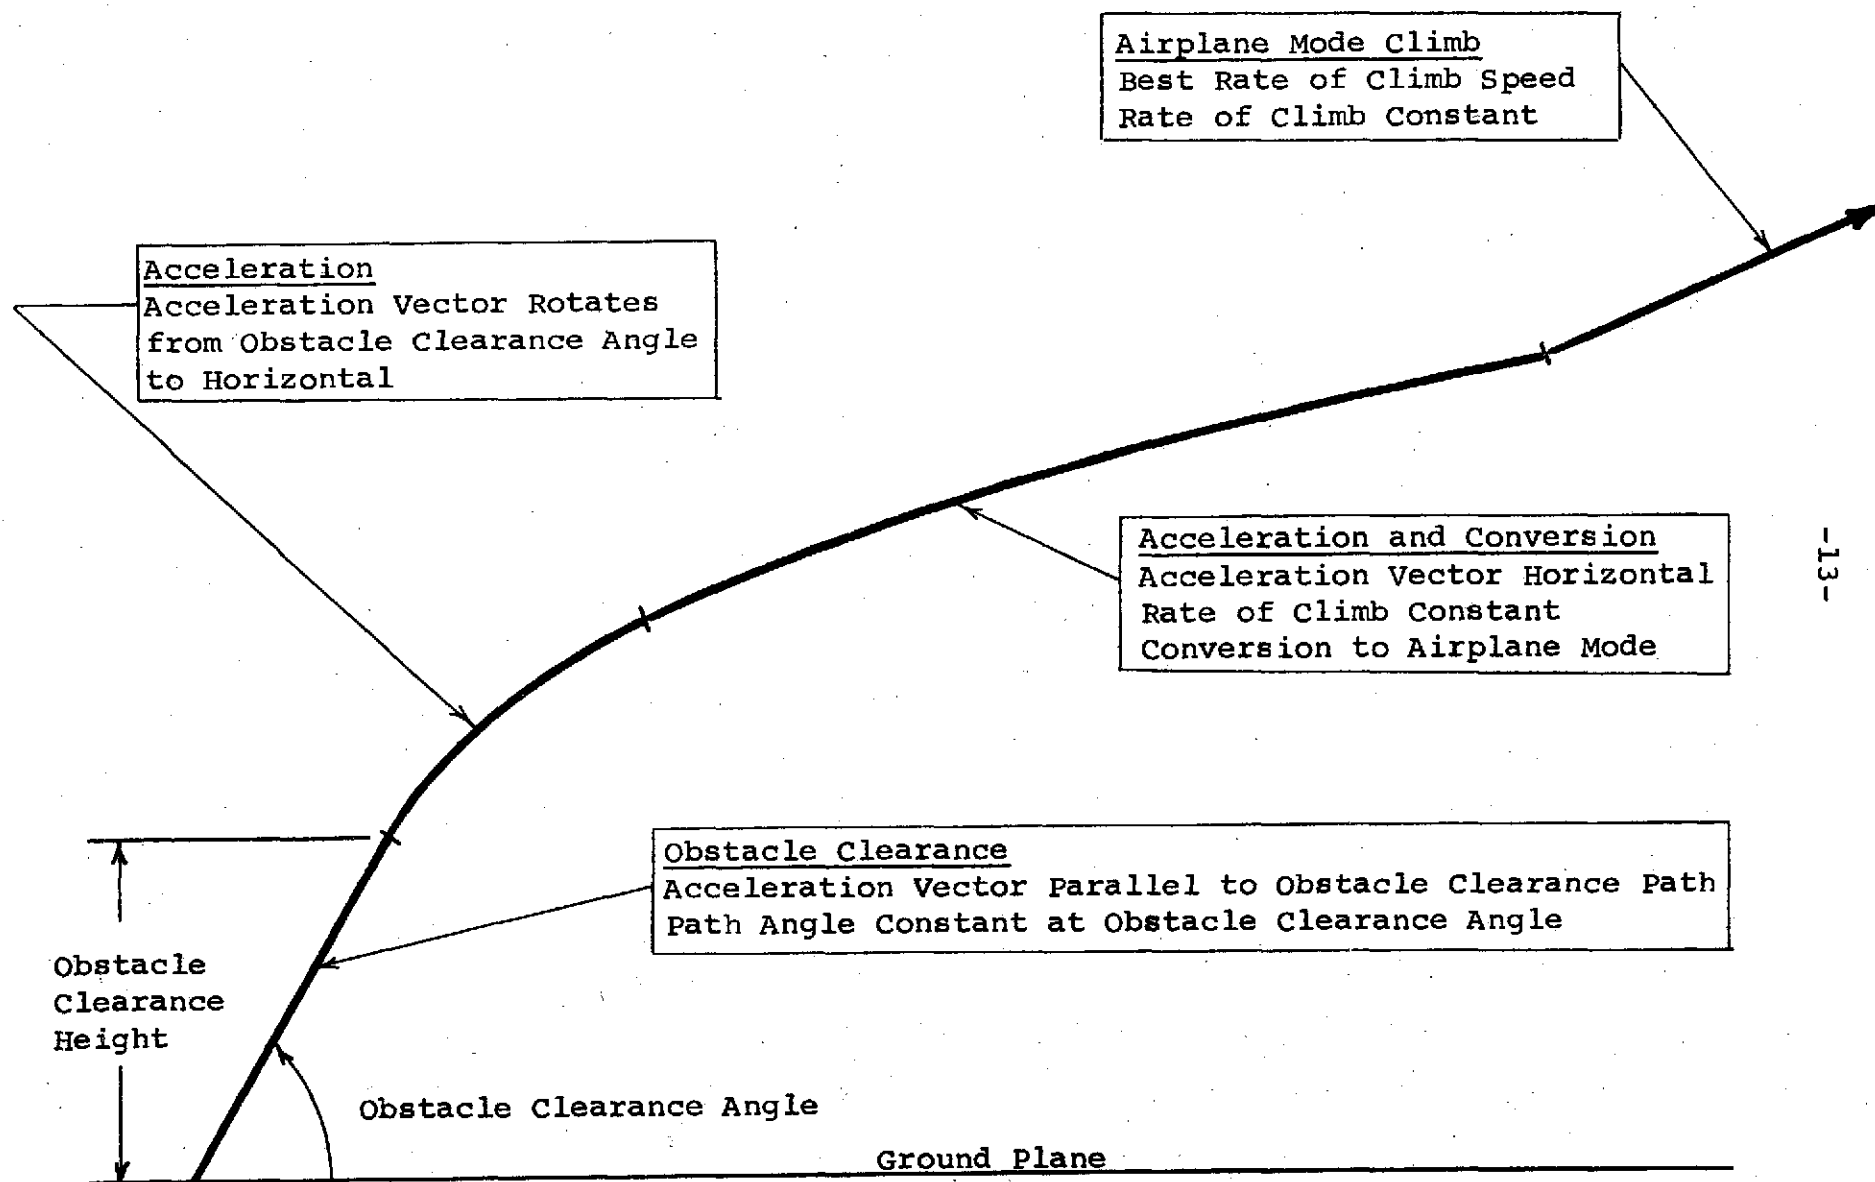 Airplane Mode Climb
Best Rate of Climb Speed
Rate of Climb Constant
Acceleration
Acceleration Vector Rotates
from Obstacle Clearance Angle
to Horizontal
Acceleration and Conversion
Acceleration Vector Horizontal
Rate of Climb Constant
Conversion to Airplane Mode
-13-
Obstacle Clearance
Acceleration Vector Parallel to Obstacle Clearance Path
Path Angle Constant at Obstacle Clearance Angle
Obstacle
Clearance
Height
Obstacle Clearance Angle
Ground Plane